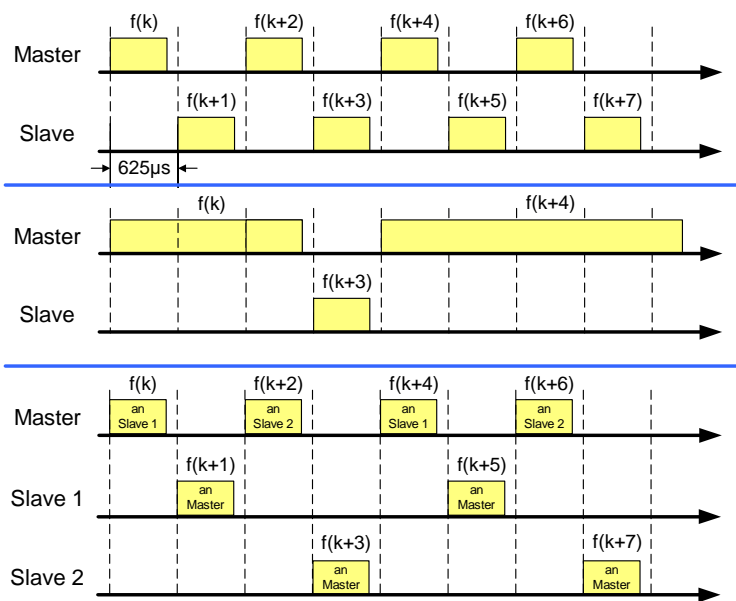 f(k) f(k+2) f(k+4) f(k+6)
Master
f(k+1) f(k+3) f(k+5) f(k+7)
Slave
625µs
f(k) f(k+4)
Master
f(k+3)
Slave
f(k) f(k+2) f(k+4) f(k+6)
Master
an an an an
Slave 1 Slave 2 Slave 1 Slave 2
f(k+1) f(k+5)
Slave 1
an an
Master Master
f(k+3) f(k+7)
Slave 2
an an
Master Master